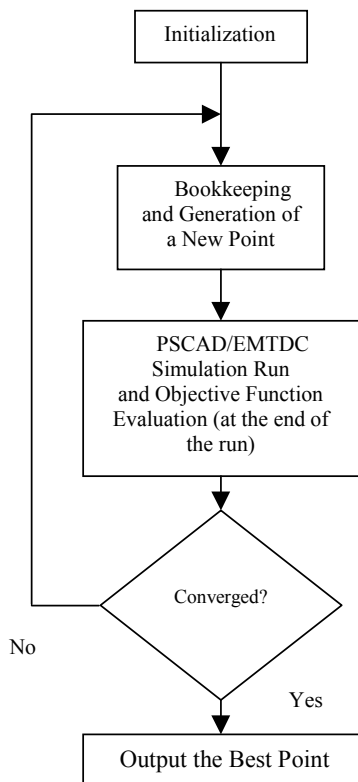 Initialization
Bookkeeping
and Generation of
a New Point
PSCAD/EMTDC
Simulation Run
and Objective Function
Evaluation (at the end of
the run)
Converged?
No
Yes
Output the Best Point